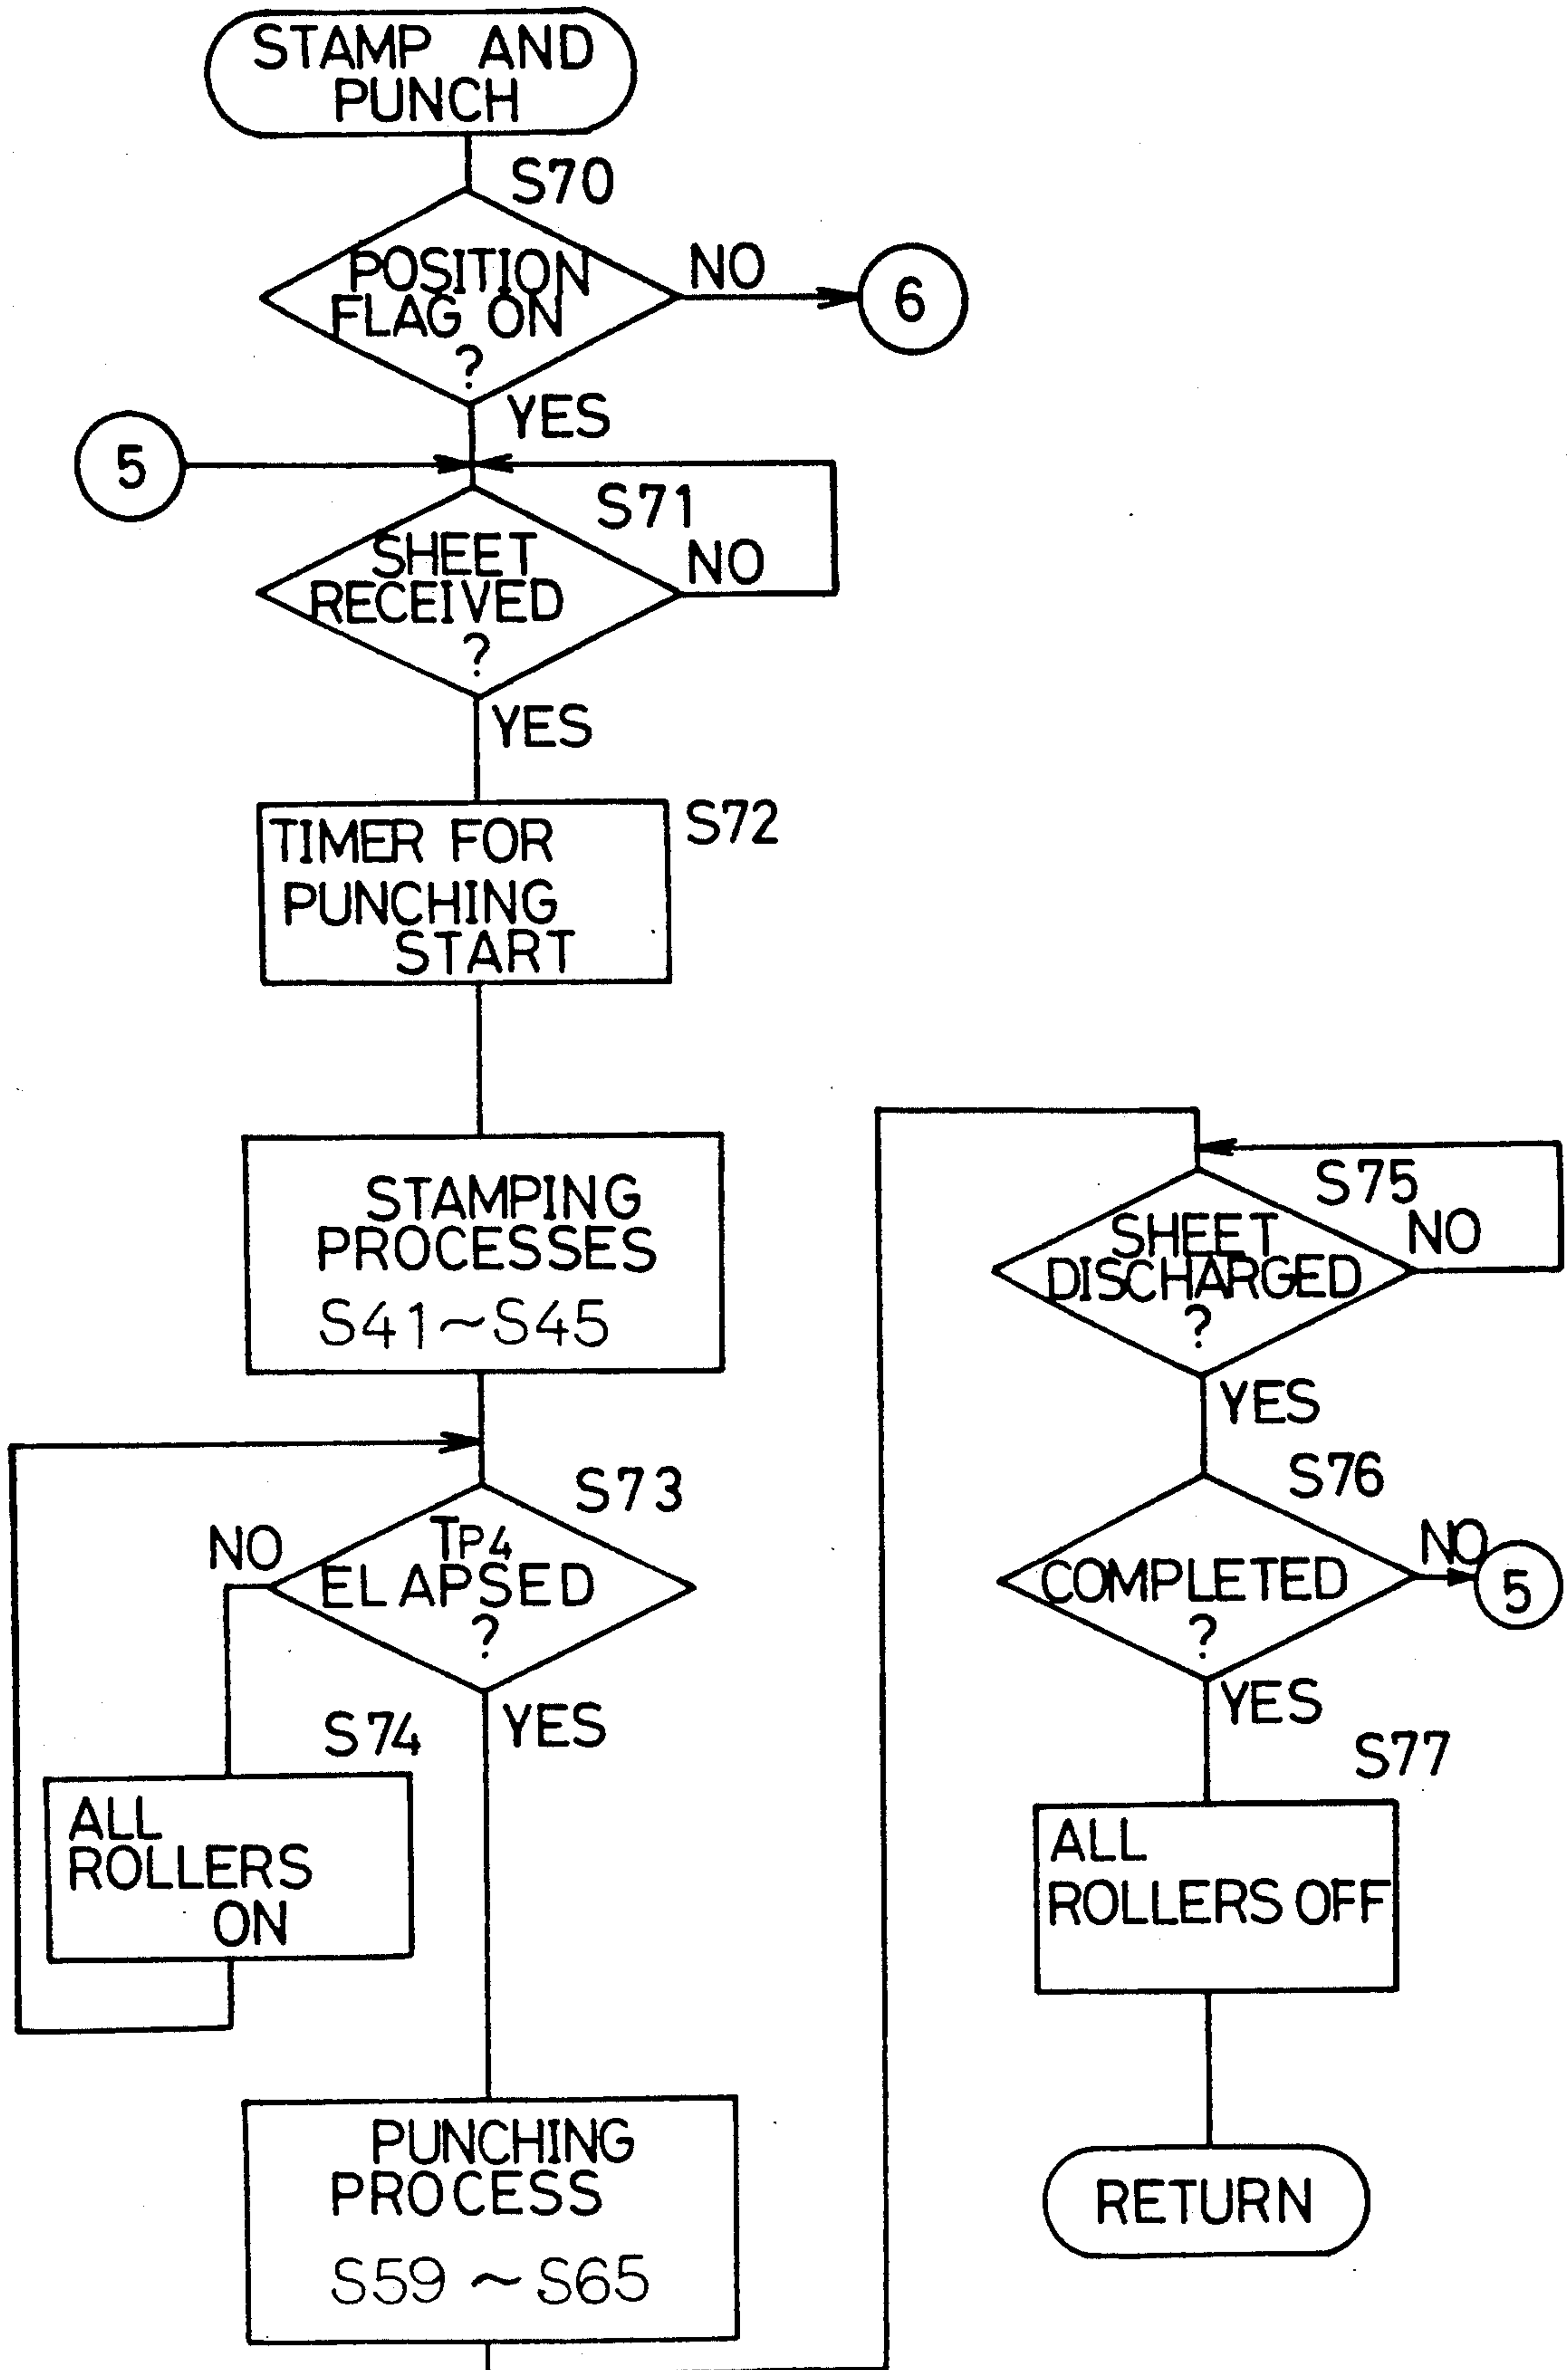 STAMP AND
PUNCH
S70
POSITION
FLAG ON
?
NO
6
YES
5
S71
SHEET
RECEIVED
?
NO
YES
S72
TIMER FOR
PUNCHING
START
STAMPING
PROCESSES
S41~S45
S73
TP4
ELAPSED
?
NO
YES
S74
ALL
ROLLERS
ON
PUNCHING
PROCESS
S59 ~ S65
S75
SHEET
DISCHARGED
?
NO
YES
S76
COMPLETED
?
NO
5
YES
S77
ALL
ROLLERS OFF
RETURN